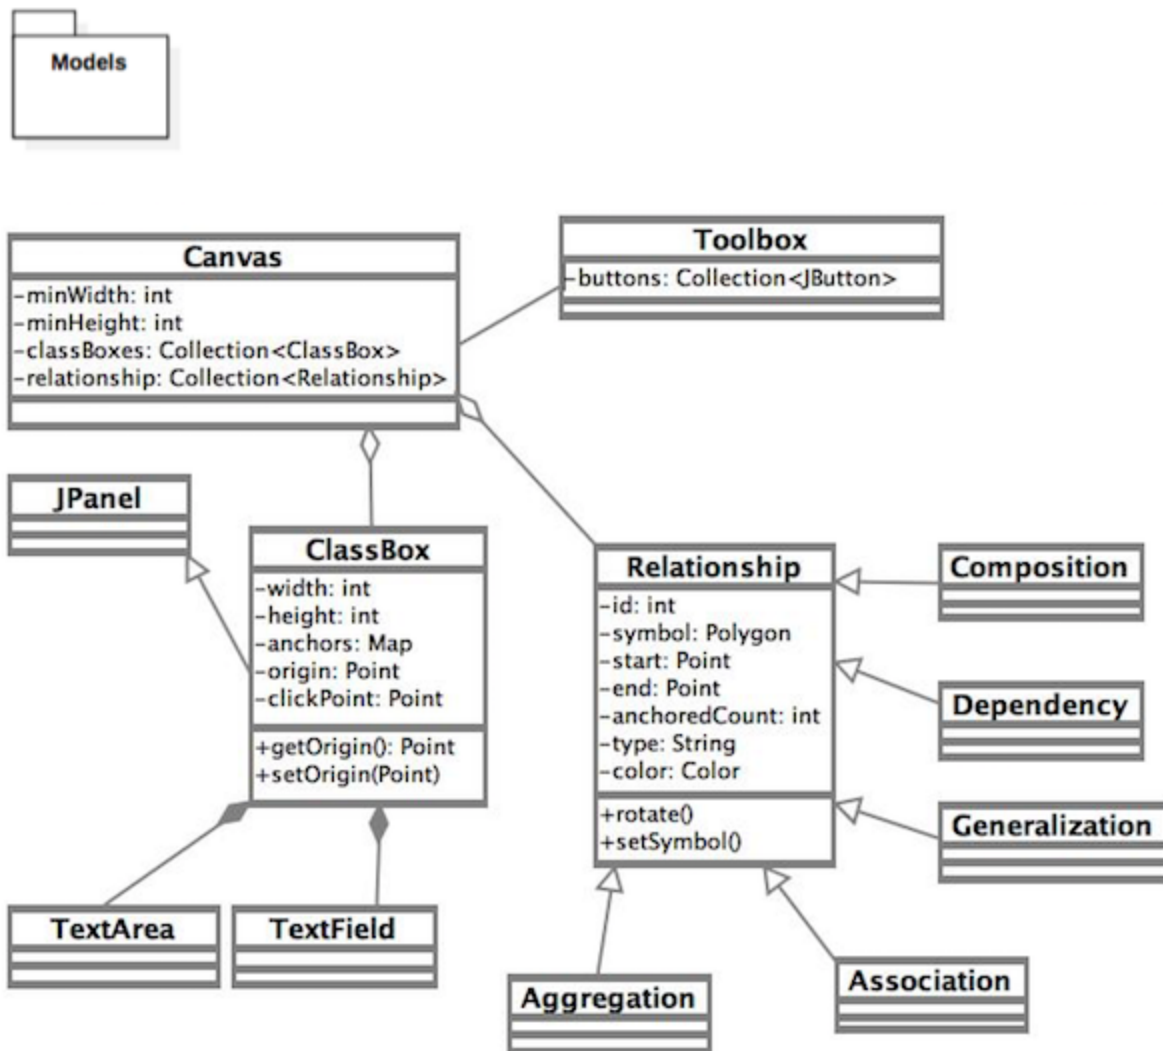 Models
Canvas
-minWidth: int
-minHeight: int
-classBoxes: Collection<ClassBox>
-relationship: Collection<Relationship>
Toolbox
-buttons: Collection<JButton>
JPanel
ClassBox
-width: int
-height: int
-anchors: Map
-origin: Point
-clickPoint: Point
+getOrigin(): Point
+setOrigin(Point)
Relationship
-id: int
-symbol: Polygon
-start: Point
-end: Point
-anchoredCount: int
-type: String
-color: Color
+rotate()
+setSymbol()
Composition
Dependency
Generalization
TextArea
TextField
Aggregation
Association